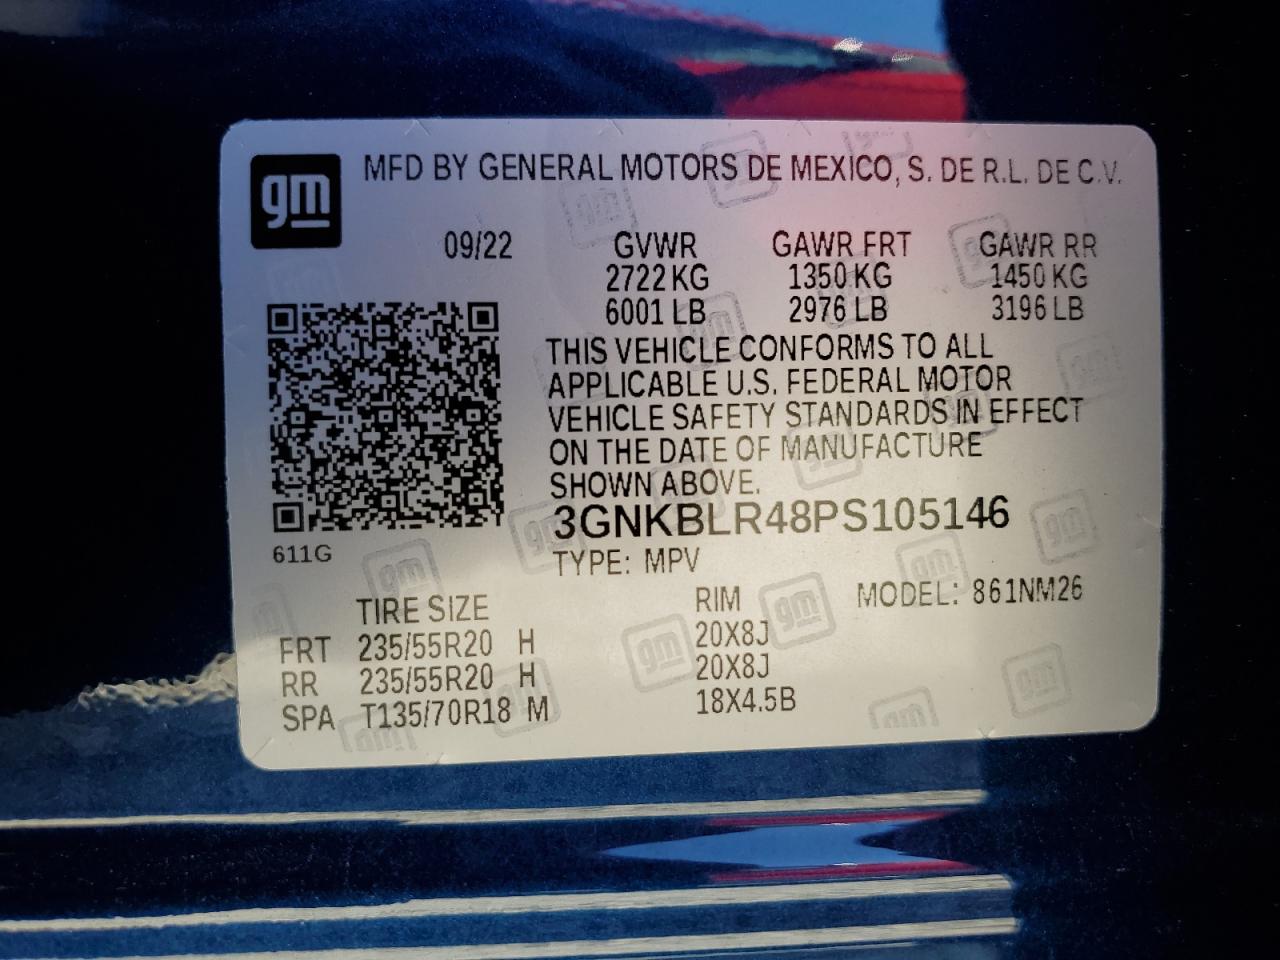 gm MFD BY GENERAL MOTORS DE MEXICO, S. DE R.L. DE C.V.
09/22 GVWR GAWR FRT GAWR RR
2722 KG 1350 KG 1450 KG
6001 LB 2976 LB 3196 LB
THIS VEHICLE CONFORMS TO ALL
APPLICABLE U.S. FEDERAL MOTOR
VEHICLE SAFETY STANDARDS IN EFFECT
ON THE DATE OF MANUFACTURE
SHOWN ABOVE.
3GNKBLR48PS105146
611G
TYPE: MPV
TIRE SIZE RIM MODEL: 861NM26
FRT 235/55R20 H 20X8J
RR 235/55R20 H 20X8J
SPA T135/70R18 M 18X4.5B